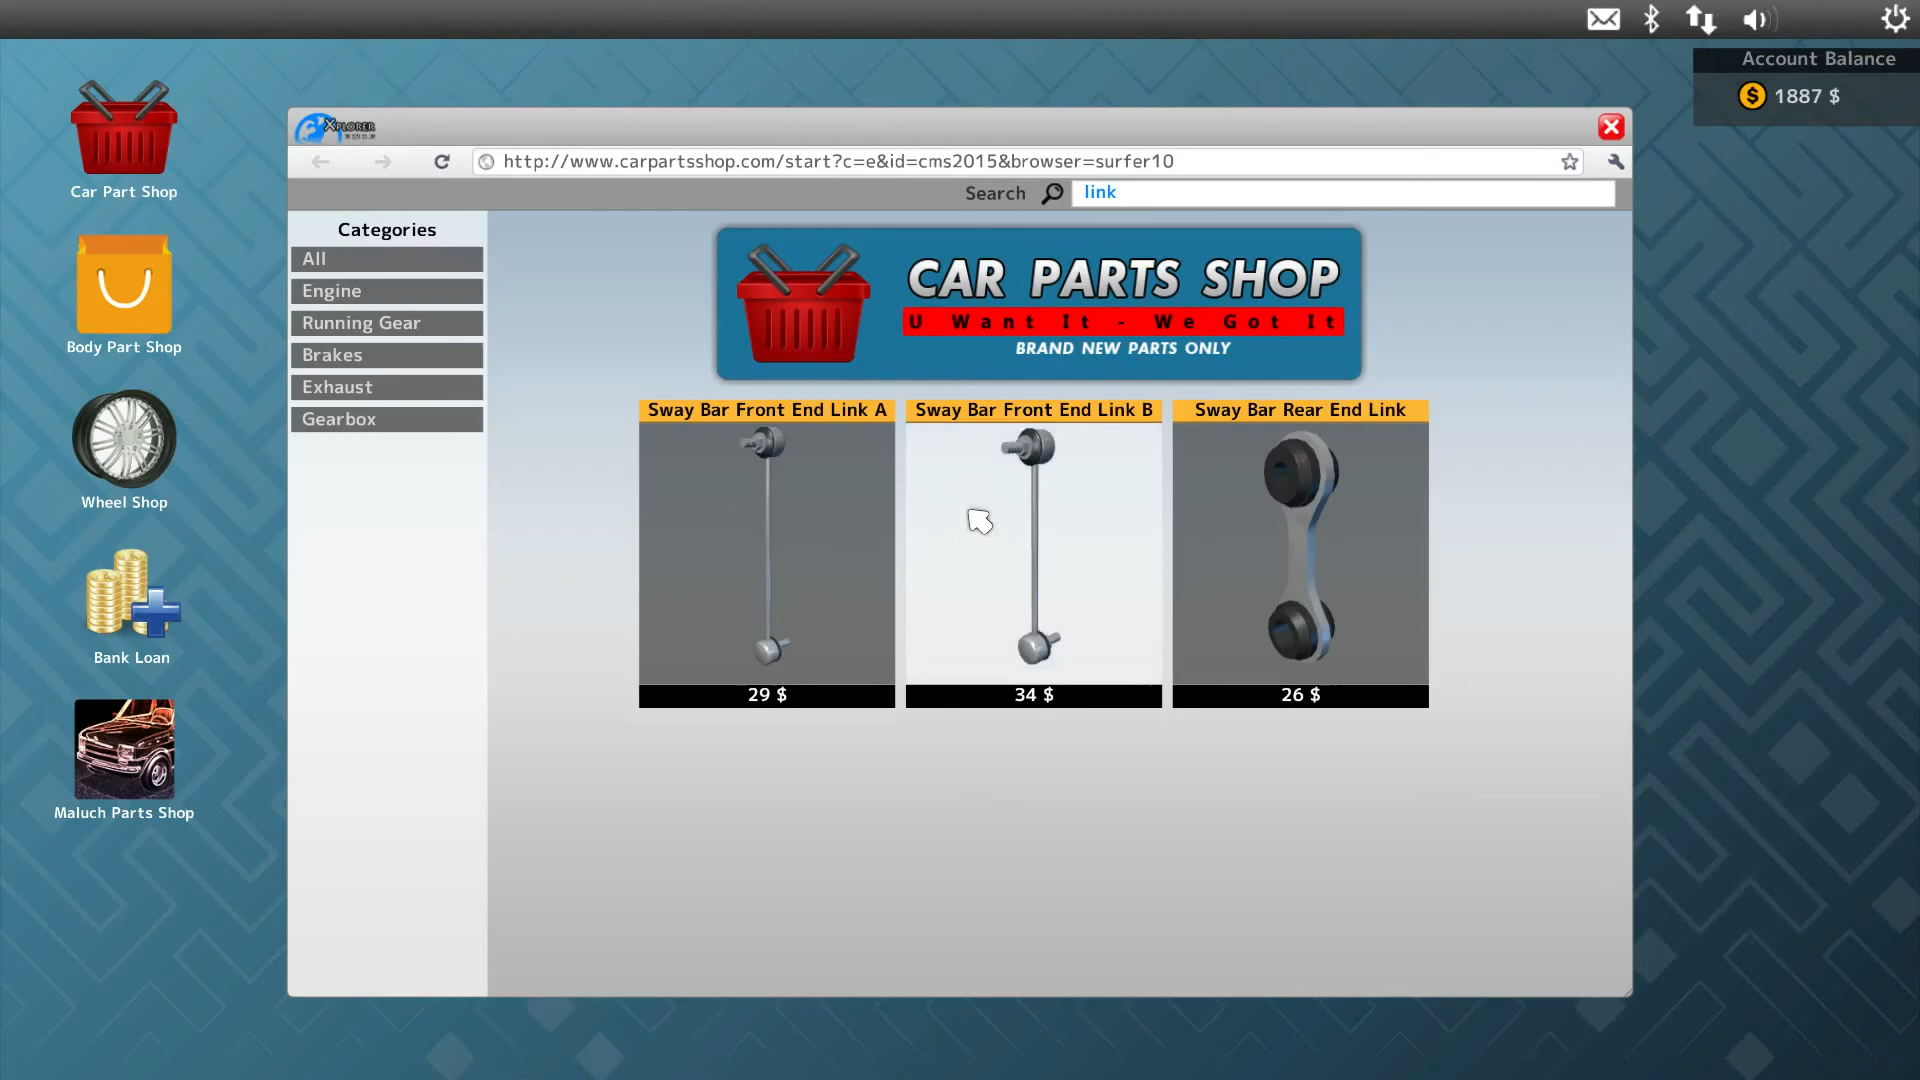 Account Balance
$ 1887 $
Car Part Shop
Body Part Shop
Wheel Shop
Bank Loan
Maluch Parts Shop
XPLORER
http://www.carpartsshop.com/start?c=e&id=cms2015&browser=surfer10
Search link
Categories
All
Engine
Running Gear
Brakes
Exhaust
Gearbox
CAR PARTS SHOP
U Want It - We Got It
BRAND NEW PARTS ONLY
Sway Bar Front End Link A
29 $
Sway Bar Front End Link B
34 $
Sway Bar Rear End Link
26 $